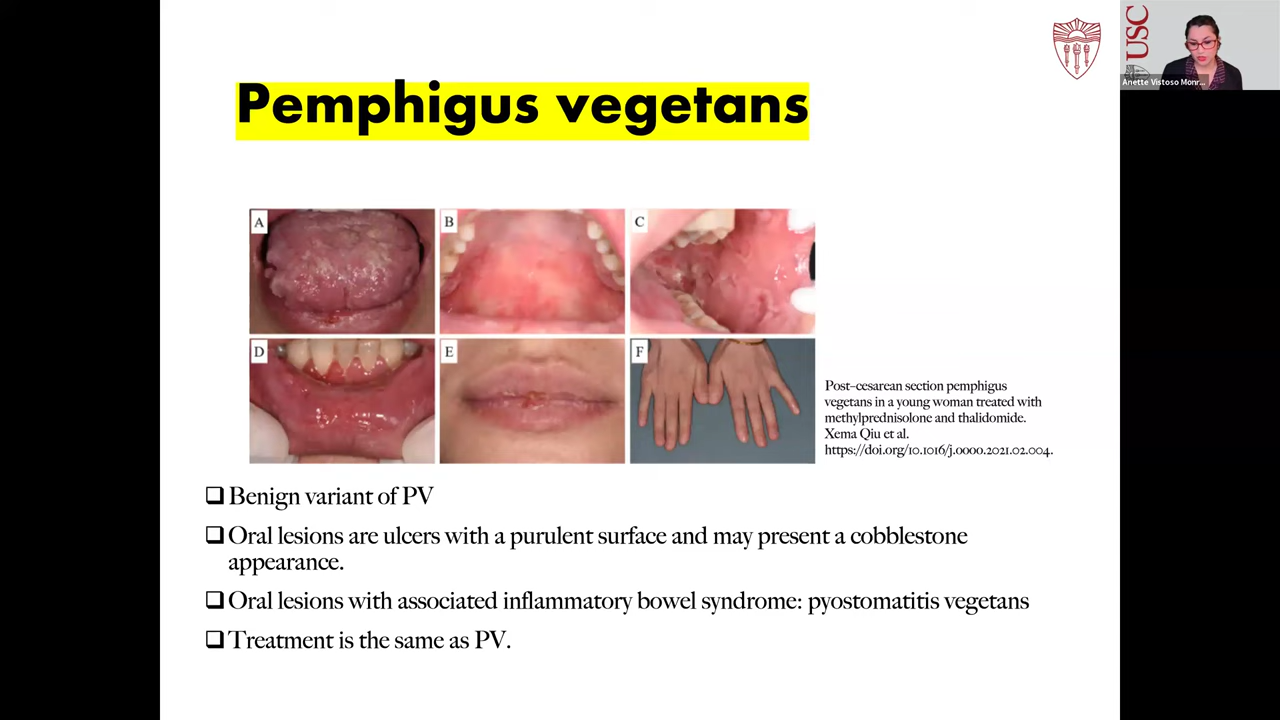 USC
Anette Vistoso Monr...
Pemphigus vegetans
A
B
C
D
E
F
Post-cesarean section pemphigus
vegetans in a young woman treated with
methylprednisolone and thalidomide.
Xema Qiu et al.
https://doi.org/10.1016/j.0000.2021.02.004.
Benign variant of PV
Oral lesions are ulcers with a purulent surface and may present a cobblestone
appearance.
Oral lesions with associated inflammatory bowel syndrome: pyostomatitis vegetans
Treatment is the same as PV.